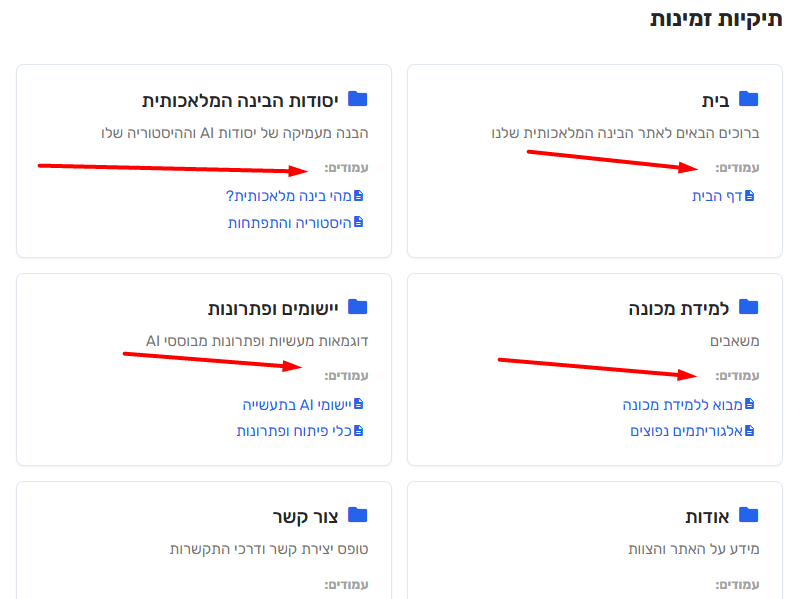 תיקיות זמינות
בית
ברוכים הבאים לאתר הבינה המלאכותית שלנו
עמודים:
דף הבית
יסודות הבינה המלאכותית
הבנה מעמיקה של יסודות AI וההיסטוריה שלו
עמודים:
מהי בינה מלאכותית?
היסטוריה והתפתחות
למידת מכונה
משאבים
עמודים:
מבוא ללמידת מכונה
אלגוריתמים נפוצים
יישומים ופתרונות
דוגמאות מעשיות ופתרונות מבוססי AI
עמודים:
יישומי AI בתעשייה
כלי פיתוח ופתרונות
אודות
מידע על האתר והצוות
עמודים:
צור קשר
טופס יצירת קשר ודרכי התקשרות
עמודים: